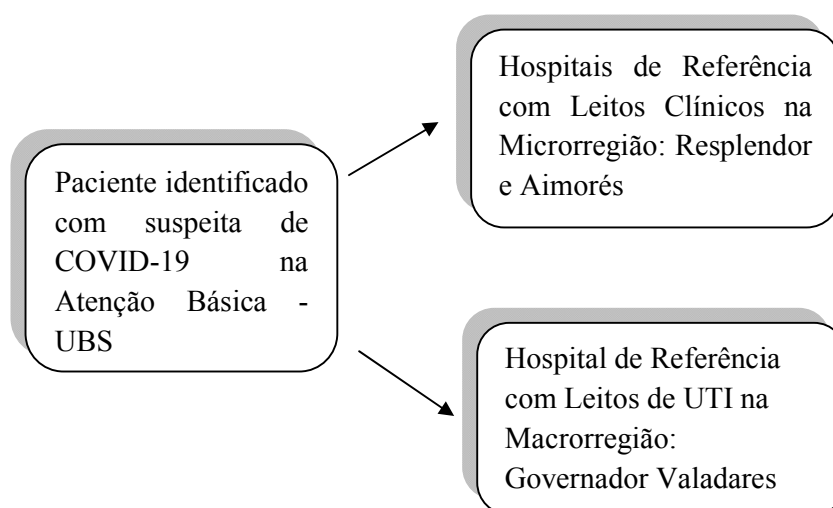 Paciente identificado
com suspeita de
COVID-19 na
Atenção Básica -
UBS
Hospitais de Referência
com Leitos Clínicos na
Microrregião: Resplendor
e Aimorés
Hospital de Referência
com Leitos de UTI na
Macrorregião:
Governador Valadares